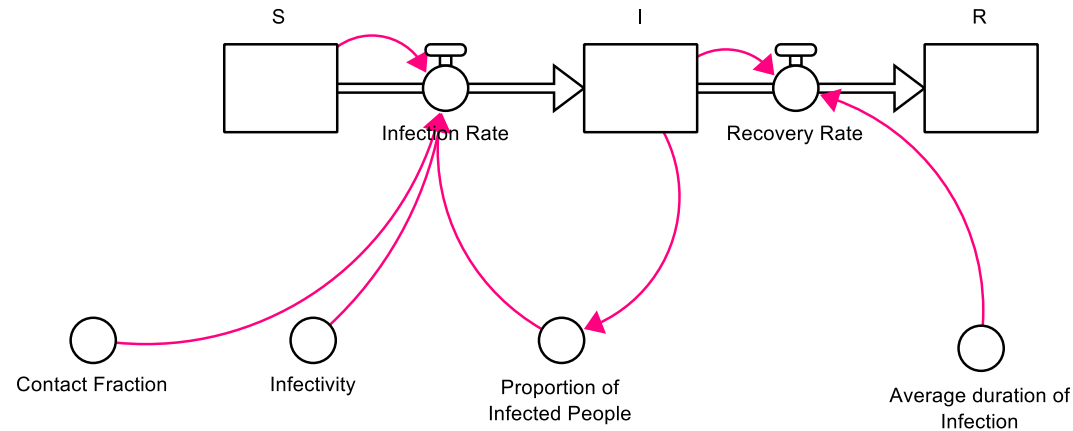 S
I
R
Infection Rate
Recovery Rate
Contact Fraction
Infectivity
Proportion of
Infected People
Average duration of
Infection